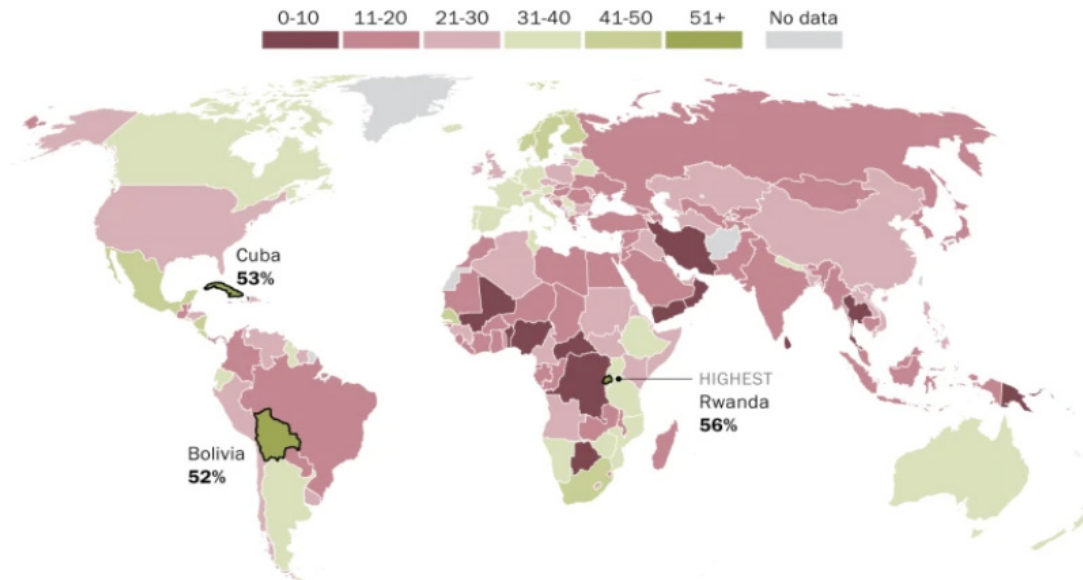 0-10 11-20 21-30 31-40 41-50 51+ No data
Cuba
53%
HIGHEST
Rwanda
56%
Bolivia
52%